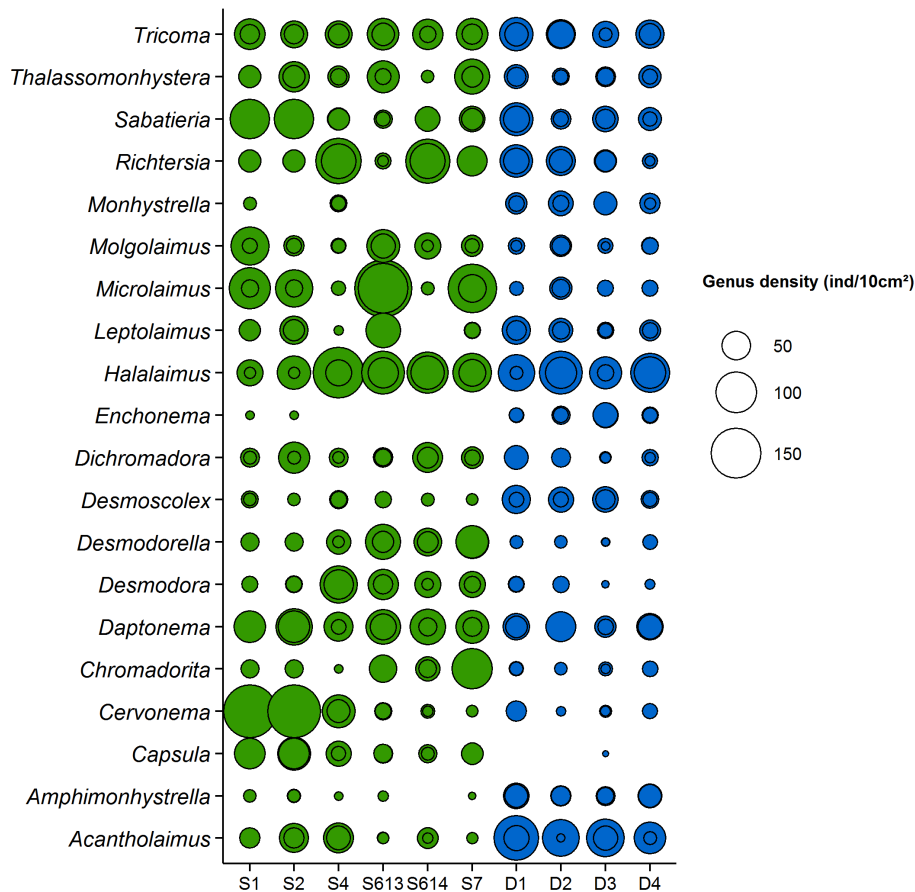 Tricoma
Thalassomonhystera
Sabatieria
Richtersia
Monhystrella
Molgolaimus
Microlaimus
Leptolaimus
Halalaimus
Enchonema
Dichromadora
Desmoscolex
Desmodorella
Desmodora
Daptonema
Chromadorita
Cervonema
Capsula
Amphimonhystrella
Acantholaimus
S1 S2 S4 S613 S614 S7 D1 D2 D3 D4
Genus density (ind/10cm²)
50
100
150